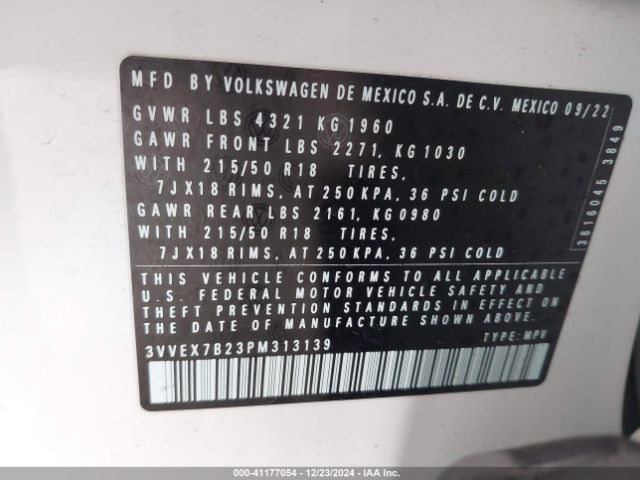 MFD BY VOLKSWAGEN DE MEXICO S.A. DE C.V. MEXICO 09/22
GVWR LBS 4321 KG 1960
GAWR FRONT LBS 2271, KG 1030
WITH 215/50 R18 TIRES,
7JX18 RIMS, AT 250 KPA, 36 PSI COLD
GAWR REAR LBS 2161, KG0980
WITH 215/50 R18 TIRES,
7JX18 RIMS, AT 250 KPA, 36 PSI COLD
THIS VEHICLE CONFORMS TO ALL APPLICABLE
U.S. FEDERAL MOTOR VEHICLE SAFETY AND
THEFT PREVENTION STANDARDS IN EFFECT ON
THE DATE OF MANUFACTURE SHOWN ABOVE.
3VVEX7B23PM313139 TYPE: MPV
3616045 3849
000-41177054 - 12/23/2024 - IAAI.com